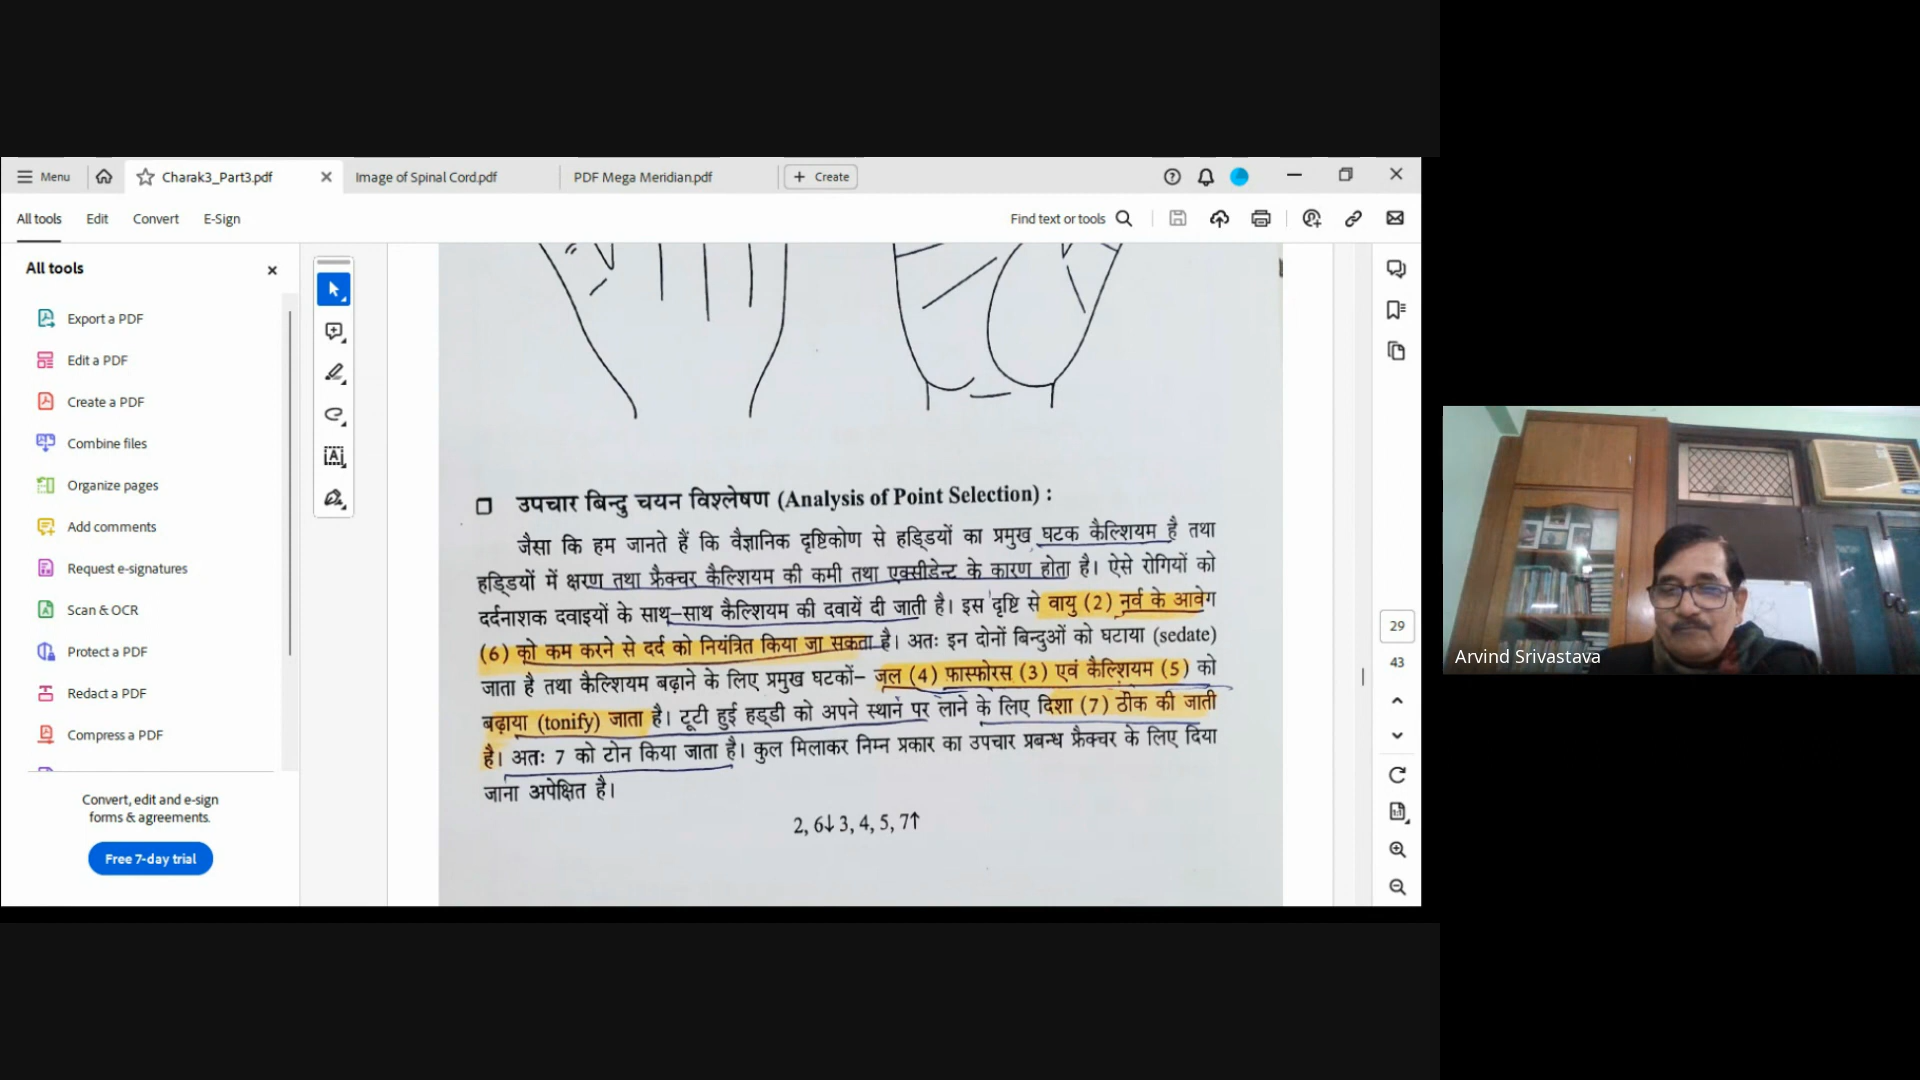 Menu
Charak3_Part3.pdf
Image of Spinal Cord.pdf
PDF Mega Meridian.pdf
Create
All tools
Edit
Convert
E-Sign
Find text or tools
All tools
Export a PDF
Edit a PDF
Create a PDF
Combine files
Organize pages
Add comments
Request e-signatures
Scan & OCR
Protect a PDF
Redact a PDF
Compress a PDF
Convert, edit and e-sign
forms & agreements.
Free 7-day trial
उपचार बिन्दु चयन विश्लेषण (Analysis of Point Selection) :
जैसा कि हम जानते हैं कि वैज्ञानिक दृष्टिकोण से हड्डियों का प्रमुख घटक कैल्शियम है तथा
हड्डियों में क्षरण तथा फ्रैक्चर कैल्शियम की कमी तथा एक्सीडेन्ट के कारण होता है। ऐसे रोगियों को
दर्दनाशक दवाइयों के साथ-साथ कैल्शियम की दवायें दी जाती है। इस दृष्टि से वायु (2) नर्व के आवेग
(6) को कम करने से दर्द को नियंत्रित किया जा सकता है। अतः इन दोनों बिन्दुओं को घटाया (sedate)
जाता है तथा कैल्शियम बढ़ाने के लिए प्रमुख घटकों– जल (4) फ़ास्फोरस (3) एवं कैल्शियम (5) को
बढ़ाया (tonify) जाता है। टूटी हुई हड्डी को अपने स्थान पर लाने के लिए दिशा (7) ठीक की जाती
है। अतः 7 को टोन किया जाता है। कुल मिलाकर निम्न प्रकार का उपचार प्रबन्ध फ्रैक्चर के लिए दिया
जाना अपेक्षित है।
2, 6↓ 3, 4, 5, 7↑
29
43
Arvind Srivastava